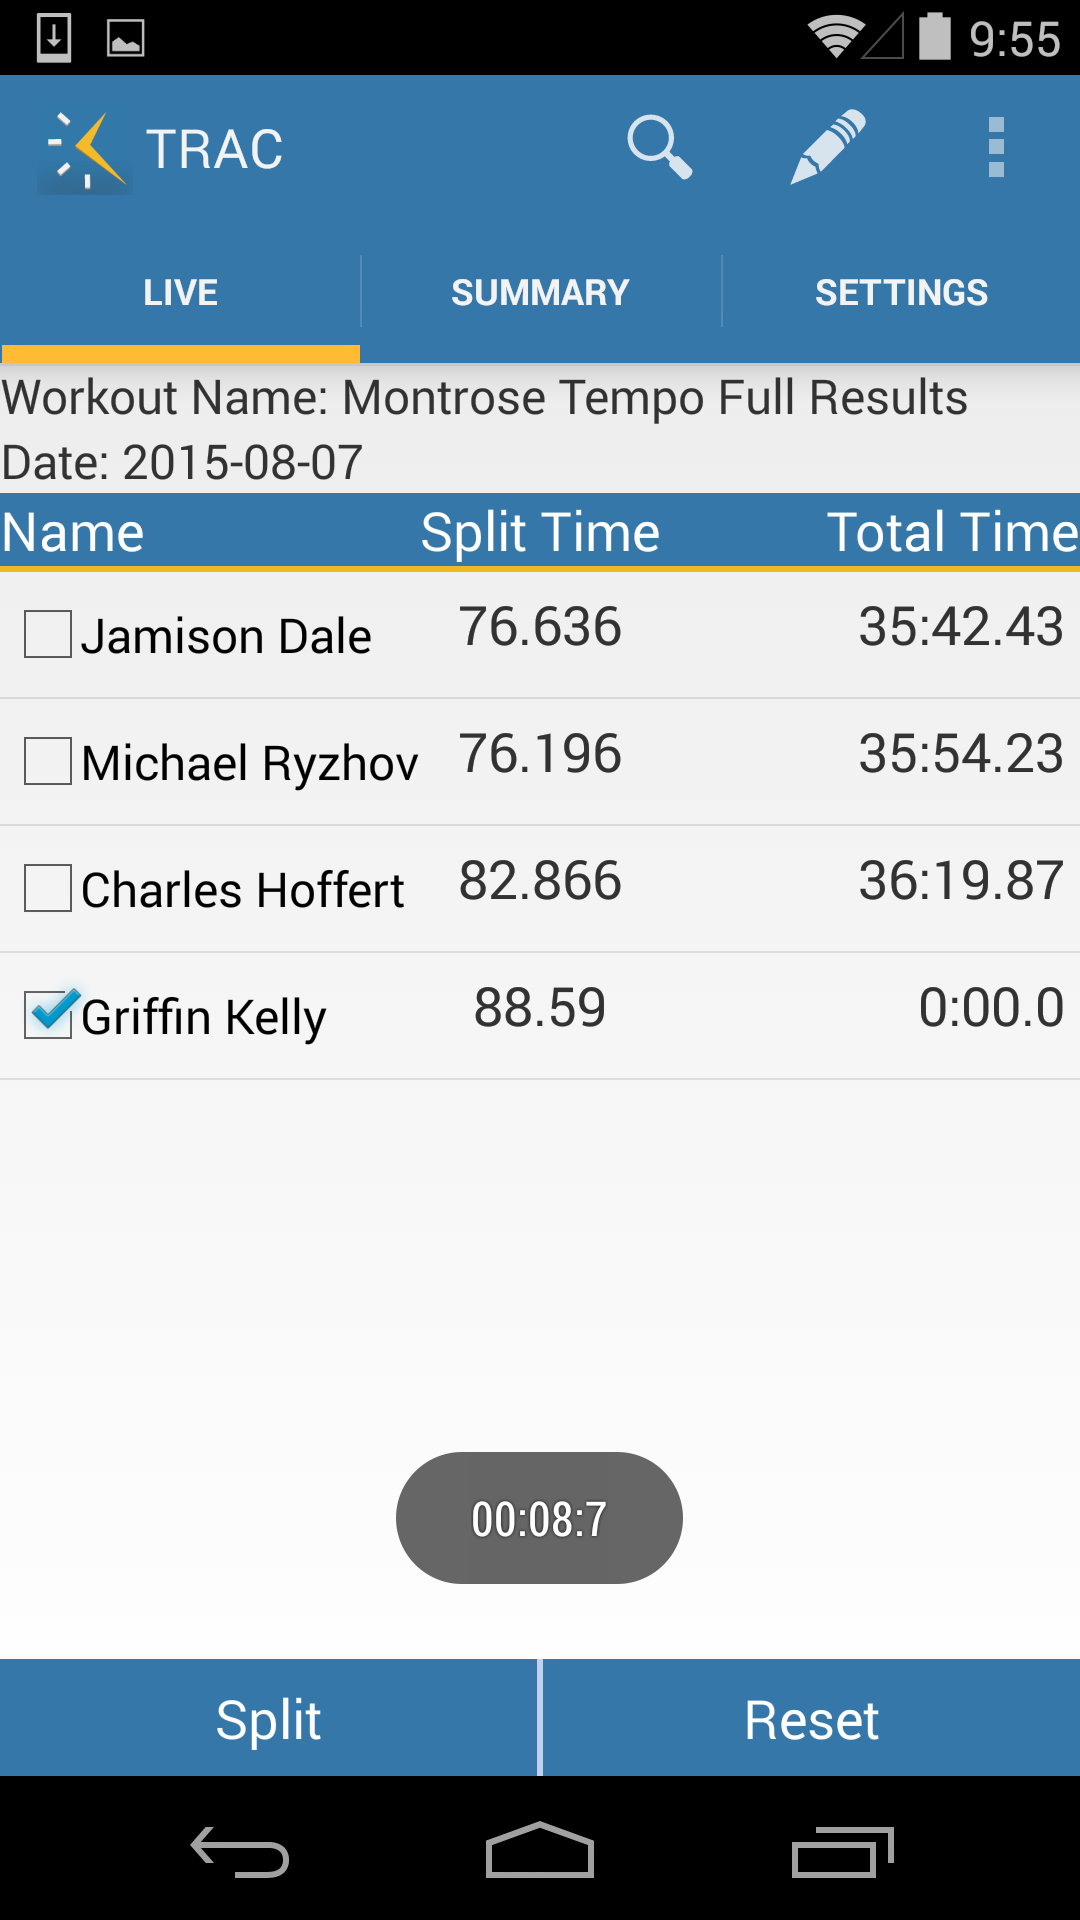 9:55
TRAC
LIVE SUMMARY SETTINGS
Workout Name: Montrose Tempo Full Results
Date: 2015-08-07
Name Split Time Total Time
Jamison Dale 76.636 35:42.43
Michael Ryzhov 76.196 35:54.23
Charles Hoffert 82.866 36:19.87
Griffin Kelly 88.59 0:00.0
00:08:7
Split Reset